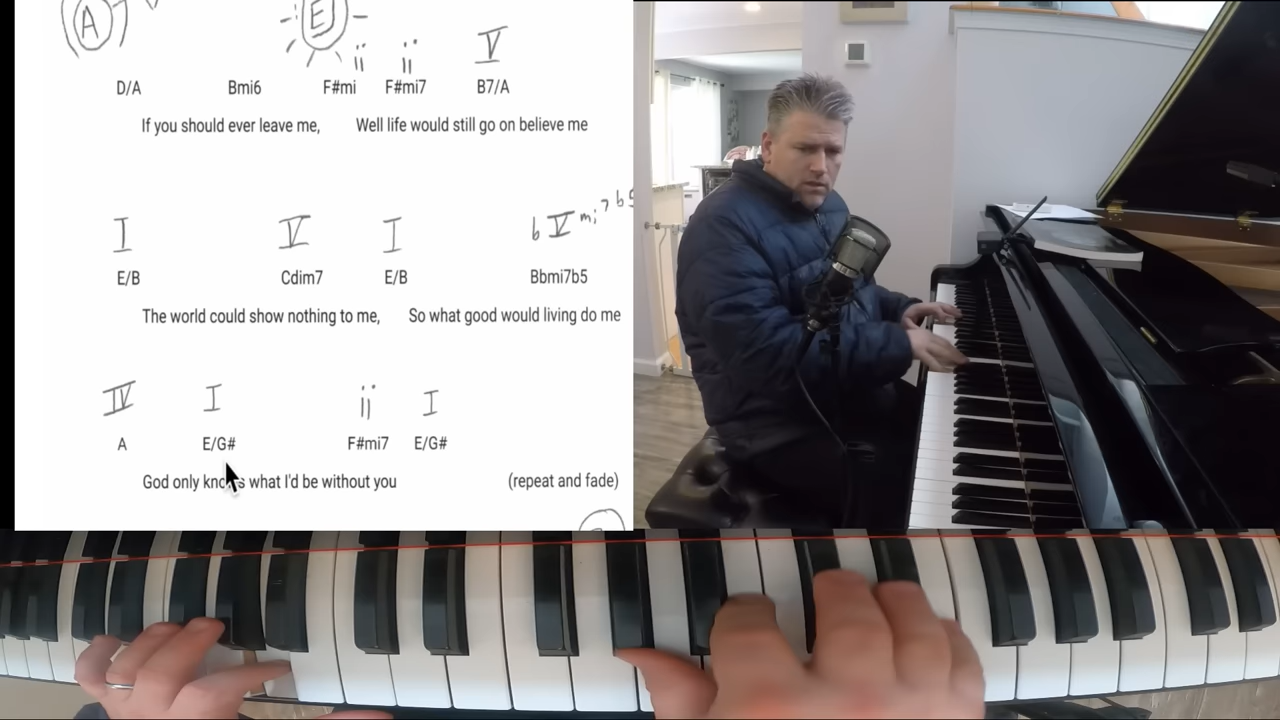 A E
ii ii V
D/A Bmi6 F#mi F#mi7 B7/A
If you should ever leave me, Well life would still go on believe me
I V I bVmi7b5
E/B Cdim7 E/B Bbmi7b5
The world could show nothing to me, So what good would living do me
IV I ii I
A E/G# F#mi7 E/G#
God only knows what I'd be without you (repeat and fade)